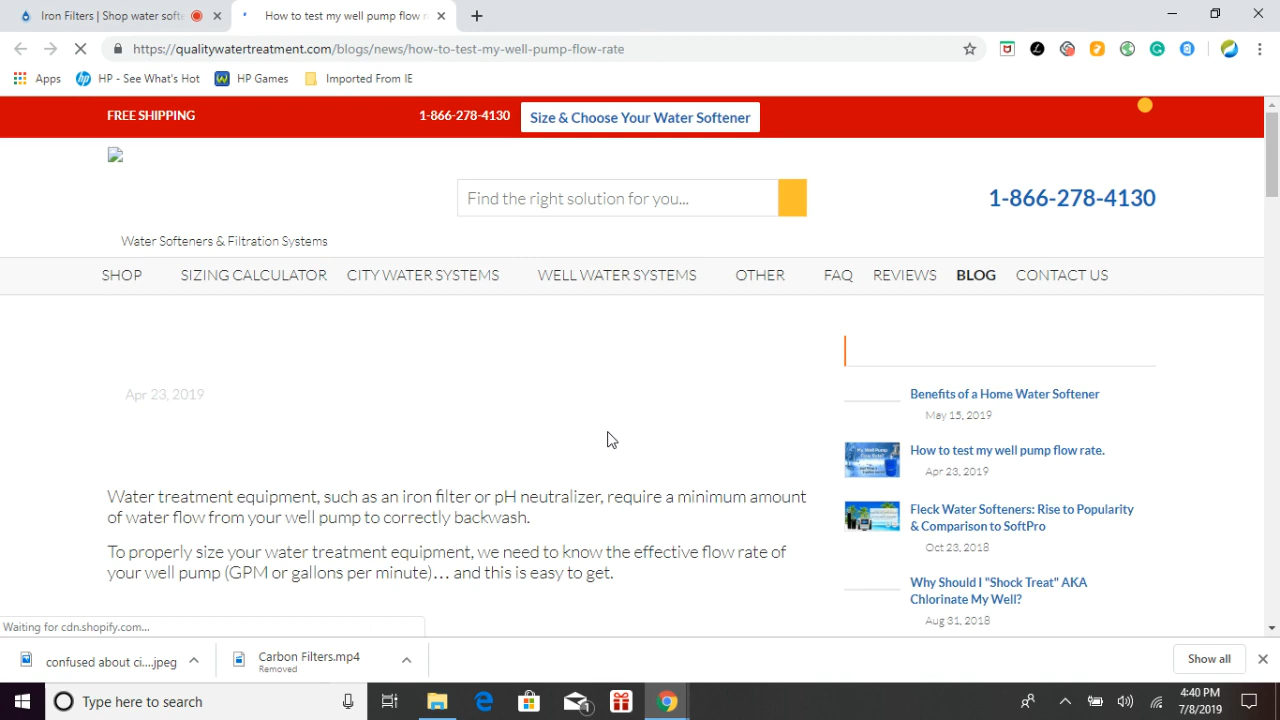 Iron Filters | Shop water softe
How to test my well pump flow r
https://qualitywatertreatment.com/blogs/news/how-to-test-my-well-pump-flow-rate
Apps HP - See What's Hot HP Games Imported From IE
FREE SHIPPING 1-866-278-4130 Size & Choose Your Water Softener
Find the right solution for you... 1-866-278-4130
Water Softeners & Filtration Systems
SHOP SIZING CALCULATOR CITY WATER SYSTEMS WELL WATER SYSTEMS OTHER FAQ REVIEWS BLOG CONTACT US
Apr 23, 2019
Water treatment equipment, such as an iron filter or pH neutralizer, require a minimum amount
of water flow from your well pump to correctly backwash.
To properly size your water treatment equipment, we need to know the effective flow rate of
your well pump (GPM or gallons per minute)… and this is easy to get.
Benefits of a Home Water Softener
May 15, 2019
How to test my well pump flow rate.
Apr 23, 2019
Fleck Water Softeners: Rise to Popularity
& Comparison to SoftPro
Oct 23, 2018
Why Should I "Shock Treat" AKA
Chlorinate My Well?
Aug 31, 2018
Waiting for cdn.shopify.com...
confused about ci....jpeg
Carbon Filters.mp4
Removed
Show all
Type here to search
1
4:40 PM
7/8/2019